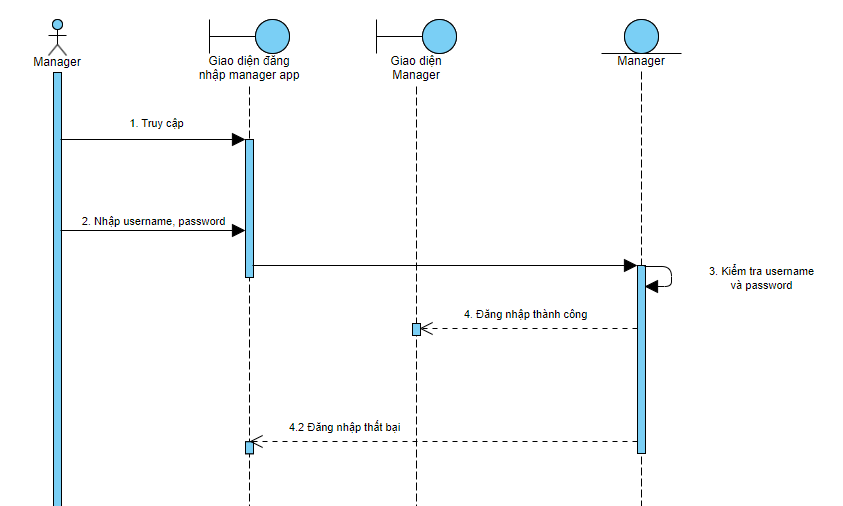 Manager
Giao diện đăng
nhập manager app
Giao diện
Manager
Manager
1. Truy cập
2. Nhập username, password
3. Kiểm tra username
và password
4. Đăng nhập thành công
4.2 Đăng nhập thất bại